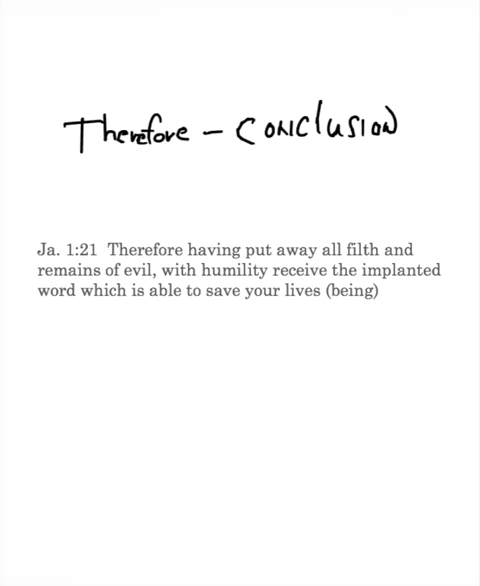 Therefore - Conclusion
Ja. 1:21 Therefore having put away all filth and
remains of evil, with humility receive the implanted
word which is able to save your lives (being)